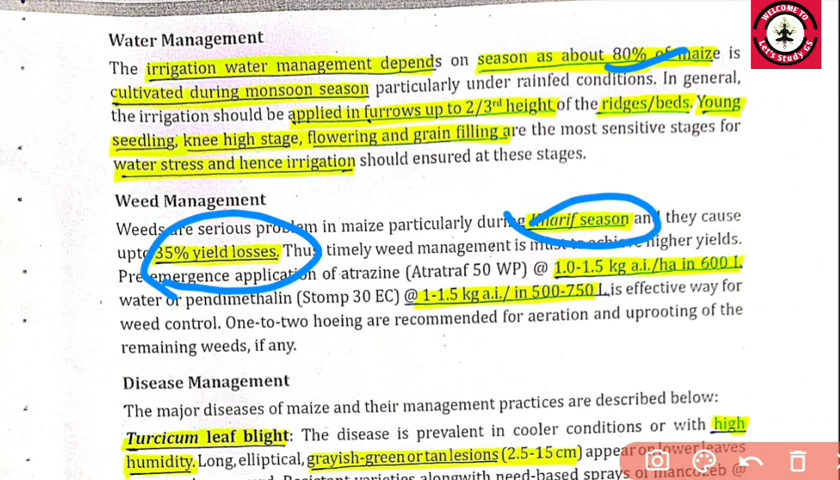 WELCOME TO
Let's Study GS
Water Management
The irrigation water management depends on season as about 80% of maize is
cultivated during monsoon season particularly under rainfed conditions. In general,
the irrigation should be applied in furrows up to 2/3rd height of the ridges/beds. Young
seedling, knee high stage, flowering and grain filling are the most sensitive stages for
water stress and hence irrigation should ensured at these stages.
Weed Management
Weeds are serious problem in maize particularly during Kharif season and they cause
upto 35% yield losses. Thus timely weed management is must to achieve higher yields.
Pre emergence application of atrazine (Atratraf 50 WP) @ 1.0-1.5 kg a.i./ha in 600 L
water or pendimethalin (Stomp 30 EC) @ 1-1.5 kg a.i./ in 500-750 L is effective way for
weed control. One-to-two hoeing are recommended for aeration and uprooting of the
remaining weeds, if any.
Disease Management
The major diseases of maize and their management practices are described below:
Turcicum leaf blight: The disease is prevalent in cooler conditions or with high
humidity. Long, elliptical, grayish-green or tan lesions (2.5-15 cm) appear on lower leaves
Resistant varieties alongwith need-based sprays of mancozeb @